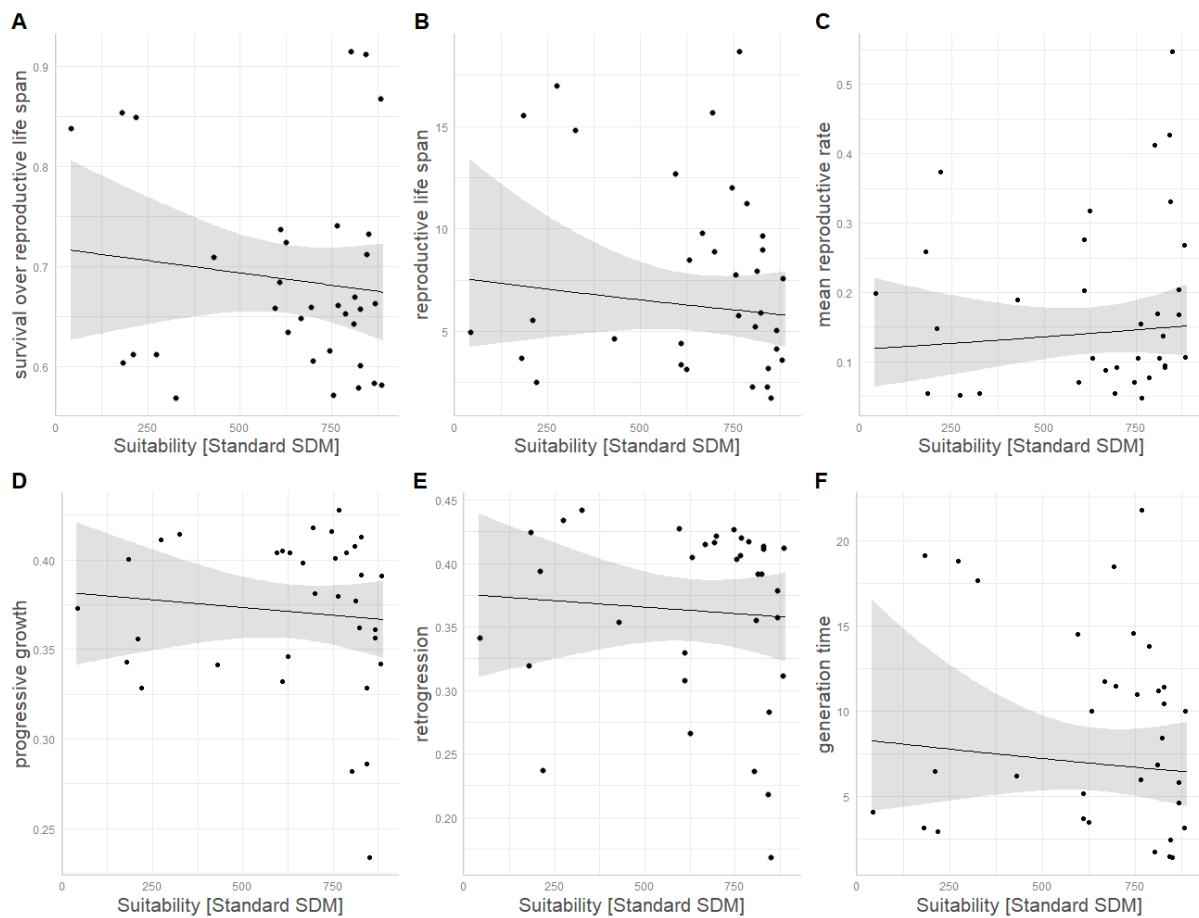 A
survival over reproductive life span
0.9
0.8
0.7
0.6
0
250
500
750
Suitability [Standard SDM]
B
reproductive life span
15
10
5
0
250
500
750
Suitability [Standard SDM]
C
mean reproductive rate
0.5
0.4
0.3
0.2
0.1
0
250
500
750
Suitability [Standard SDM]
D
progressive growth
0.40
0.35
0.30
0.25
0
250
500
750
Suitability [Standard SDM]
E
retrogression
0.45
0.40
0.35
0.30
0.25
0.20
0
250
500
750
Suitability [Standard SDM]
F
generation time
20
15
10
5
0
250
500
750
Suitability [Standard SDM]